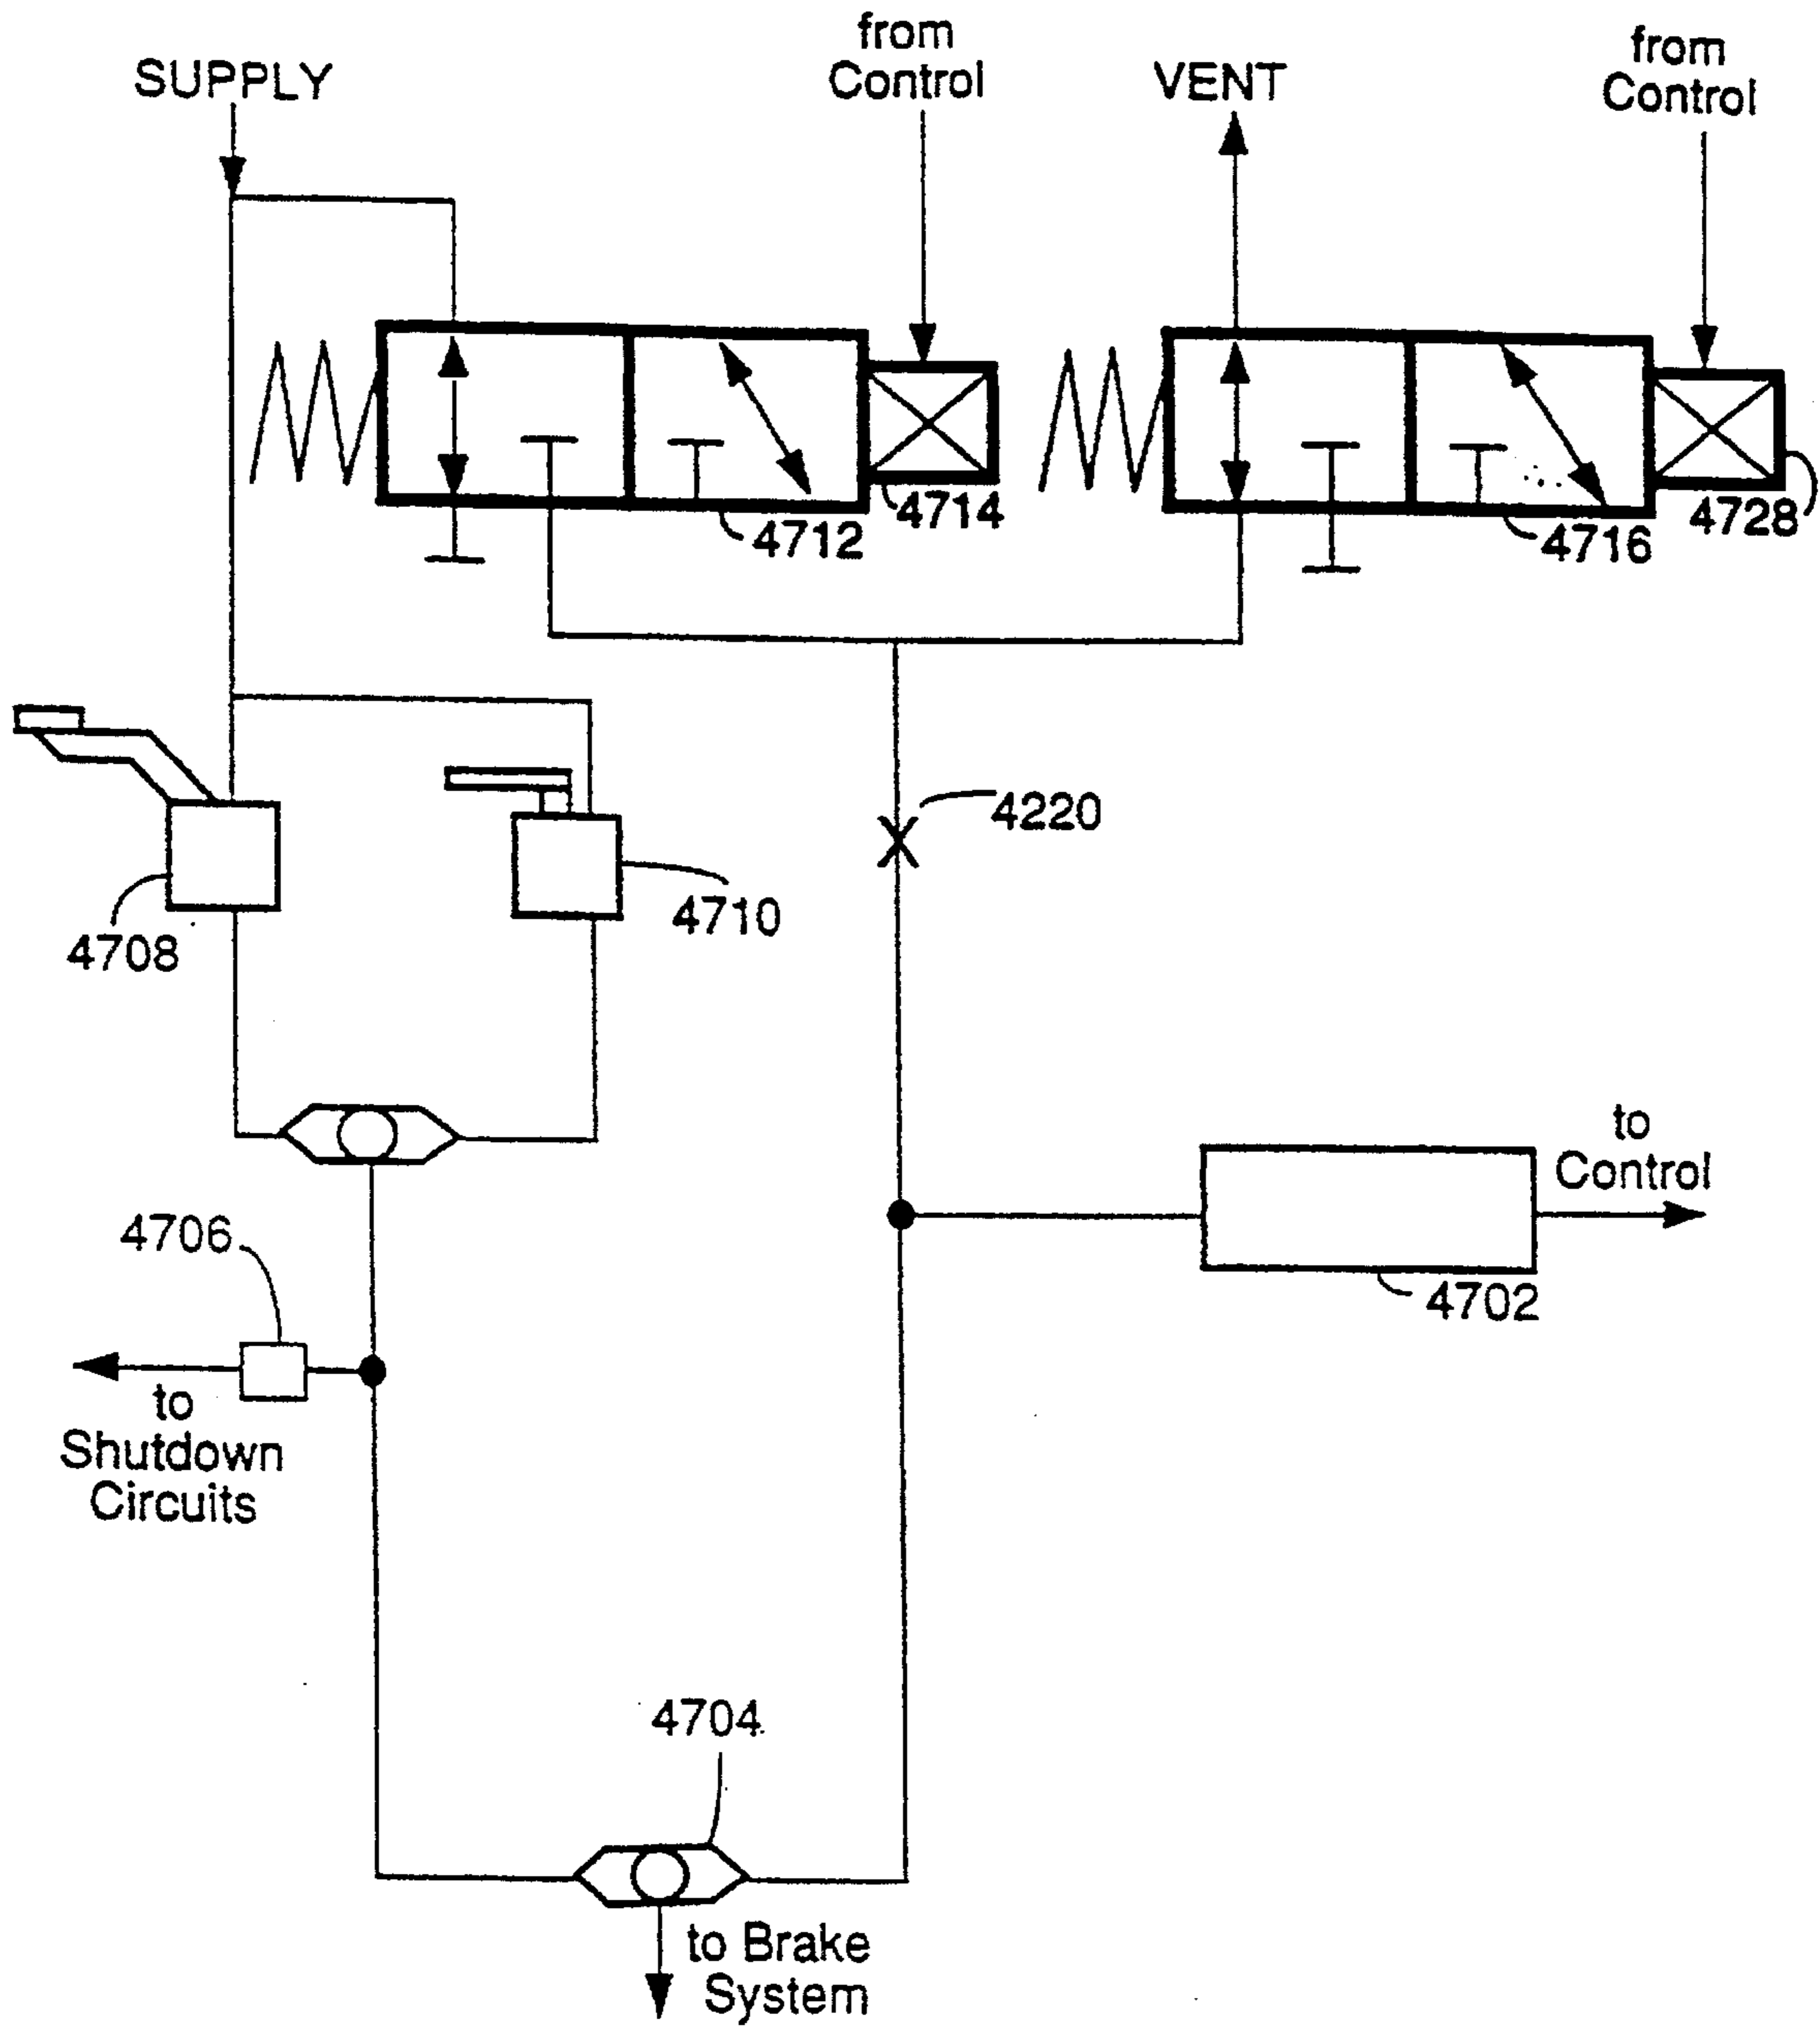 SUPPLY
from
Control
VENT
from
Control
4712
4714
4716
4728
4220
4708
4710
4706
to
Control
4702
to
Shutdown
Circuits
4704
to Brake
System